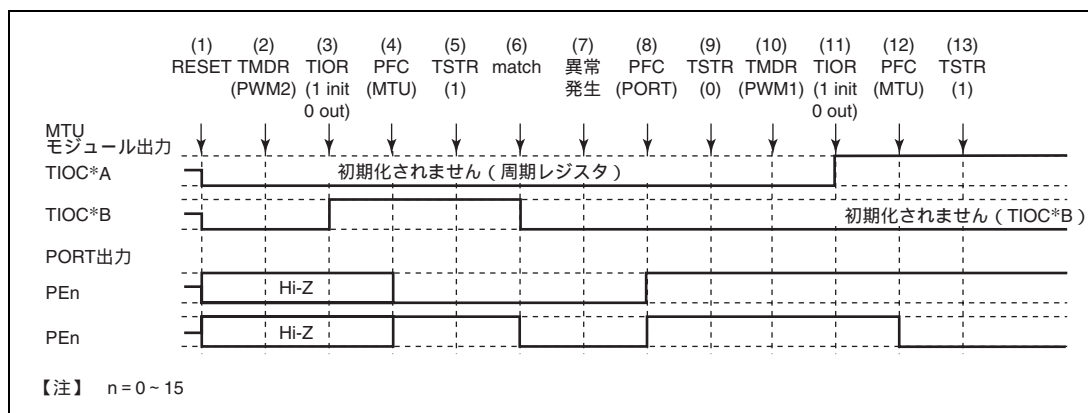 (1) (2) (3) (4) (5) (6) (7) (8) (9) (10) (11) (12) (13)
RESET TMDR TIOR PFC TSTR match 異常 PFC TSTR TMDR TIOR PFC TSTR
(PWM2) (1 init (MTU) (1) 発生 (PORT) (0) (PWM1) (1 init (MTU) (1)
0 out) 0 out)
MTU
モジュール出力
TIOC*A 初期化されません(周期レジスタ)
TIOC*B 初期化されません(TIOC*B)
PORT出力
PEn Hi-Z
PEn Hi-Z
【注】 n=0~15